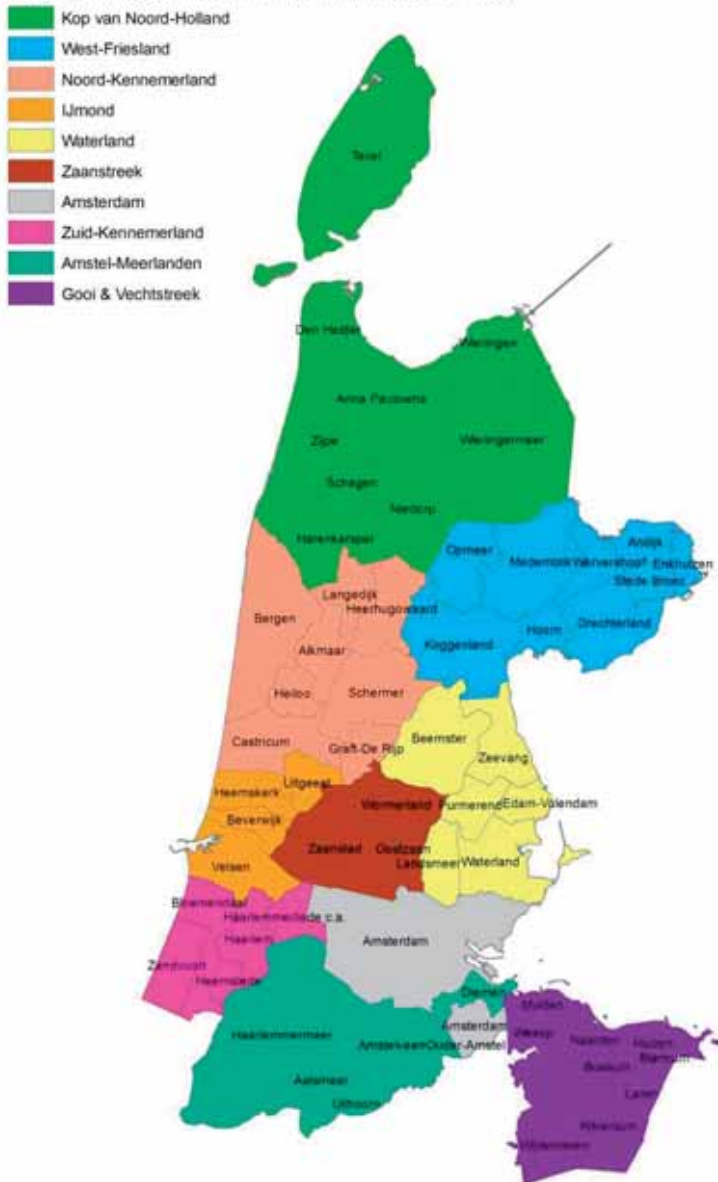 Kop van Noord-Holland
West-Friesland
Noord-Kennemerland
IJmond
Waterland
Zaanstreek
Amsterdam
Zuid-Kennemerland
Amstel-Meerlanden
Gooi & Vechtstreek
Texel
Den Helder
Wieringen
Anna Paulowna
Zijpe
Wieringermeer
Schagen
Niedorp
Harenkarspel
Opmeer
Medemblik
Wervershoof
Andijk
Enkhuizen
Stede Broec
Langedijk
Heerhugowaard
Bergen
Drechterland
Hoorn
Koggenland
Alkmaar
Heiloo
Schermer
Castricum
Graft-De Rijp
Beemster
Zeevang
Uitgeest
Heemskerk
Wormerland
Purmerend
Edam-Volendam
Beverwijk
Zaanstad
Oostzaan
Landsmeer
Waterland
Velsen
Bloemendaal
Haarlemmerliede c.a.
Haarlem
Amsterdam
Zandvoort
Heemstede
Diemen
Muiden
Haarlemmermeer
Amstelveen
Ouder-Amstel
Amsterdam
Weesp
Naarden
Huizen
Blaricum
Bussum
Aalsmeer
Laren
Uithoorn
Hilversum
Wijdemeren